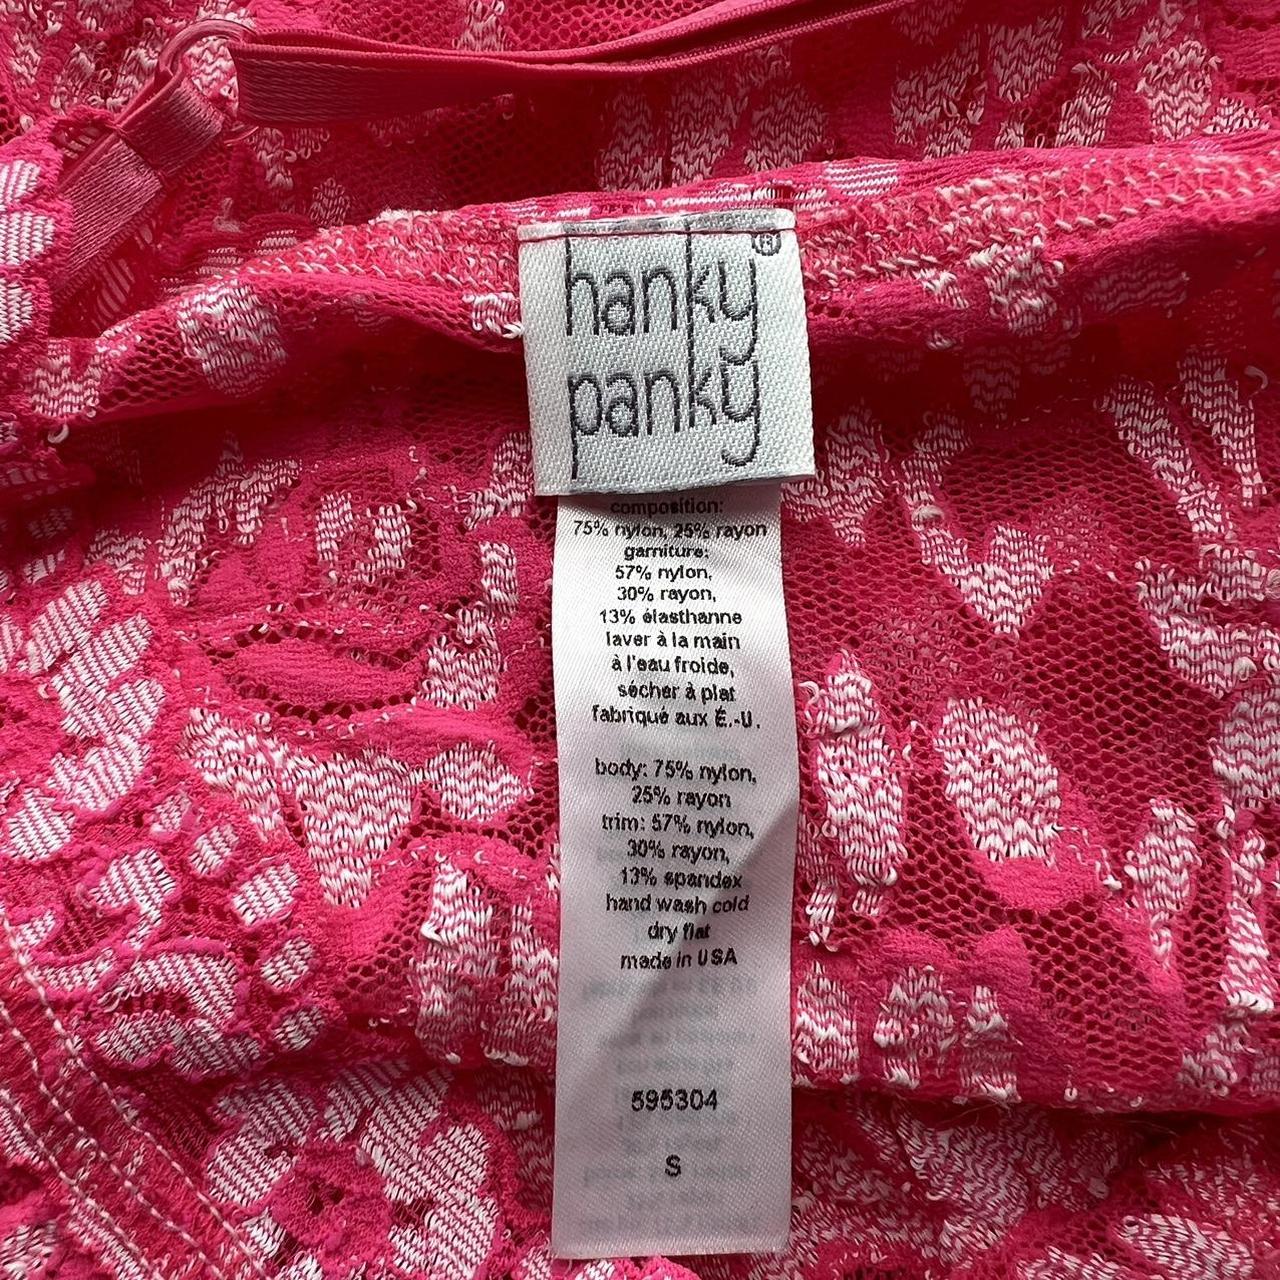 hanky®
panky
composition:
75% nylon, 25% rayon
garniture:
57% nylon,
30% rayon,
13% élasthanne
laver à la main
à l'eau froide,
sécher à plat
fabriqué aux É.-U.
body: 75% nylon,
25% rayon
trim: 57% nylon,
30% rayon,
13% spandex
hand wash cold
dry flat
made in USA
595304
S